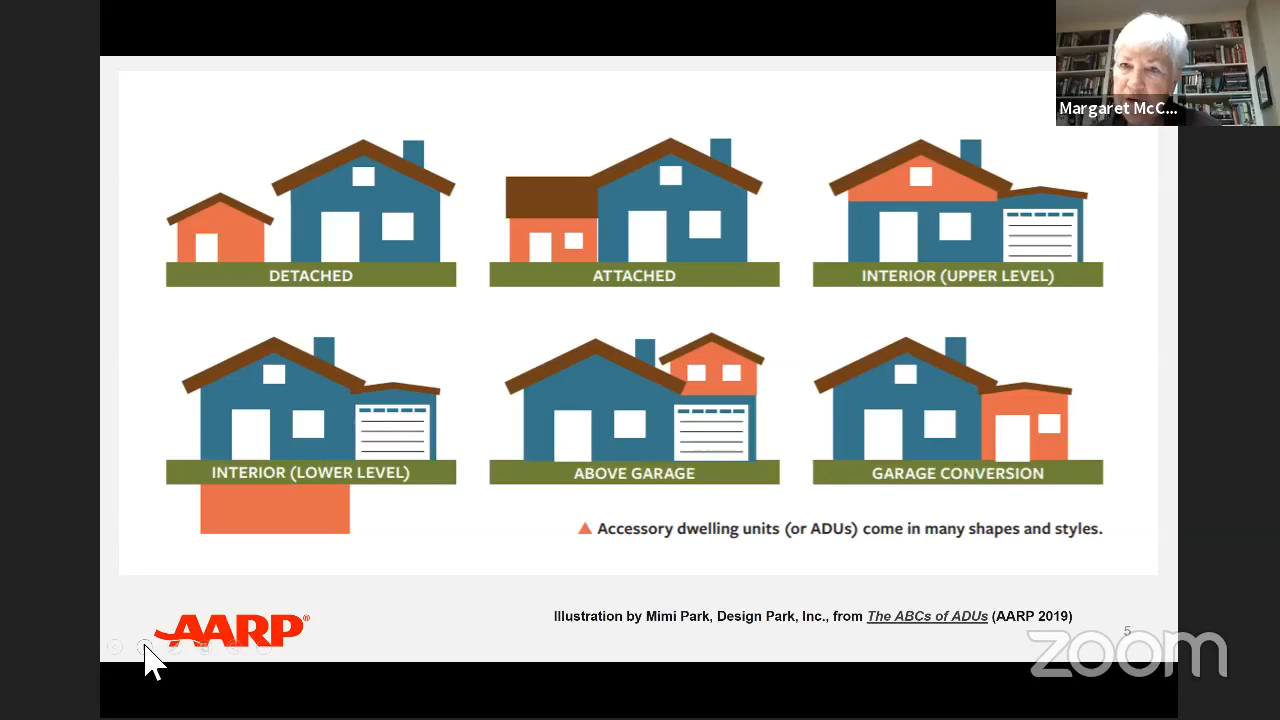 Margaret McC...
DETACHED
ATTACHED
INTERIOR (UPPER LEVEL)
INTERIOR (LOWER LEVEL)
ABOVE GARAGE
GARAGE CONVERSION
Accessory dwelling units (or ADUs) come in many shapes and styles.
AARP®
Illustration by Mimi Park, Design Park, Inc., from The ABCs of ADUs (AARP 2019)
5
zoom